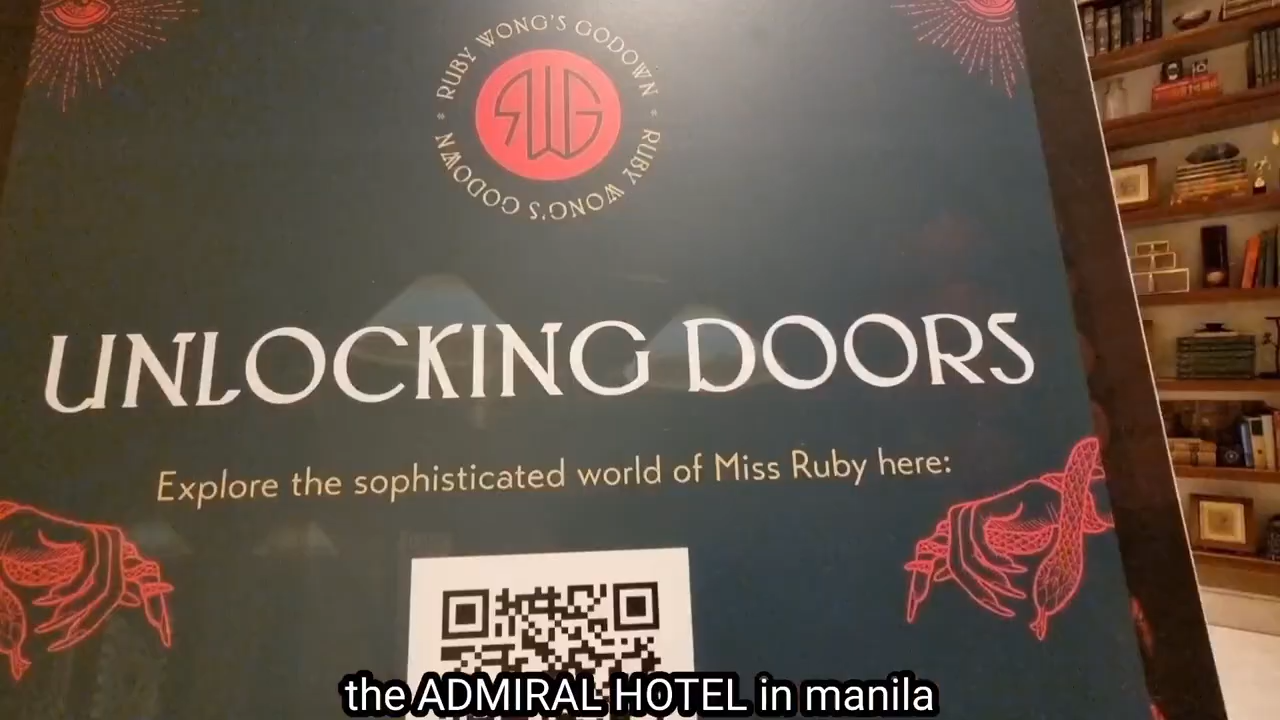 RUBY WONG'S GODOWN * RUBY WONG'S GODOWN *
RWG
UNLOCKING DOORS
Explore the sophisticated world of Miss Ruby here:
the ADMIRAL HOTEL in manila